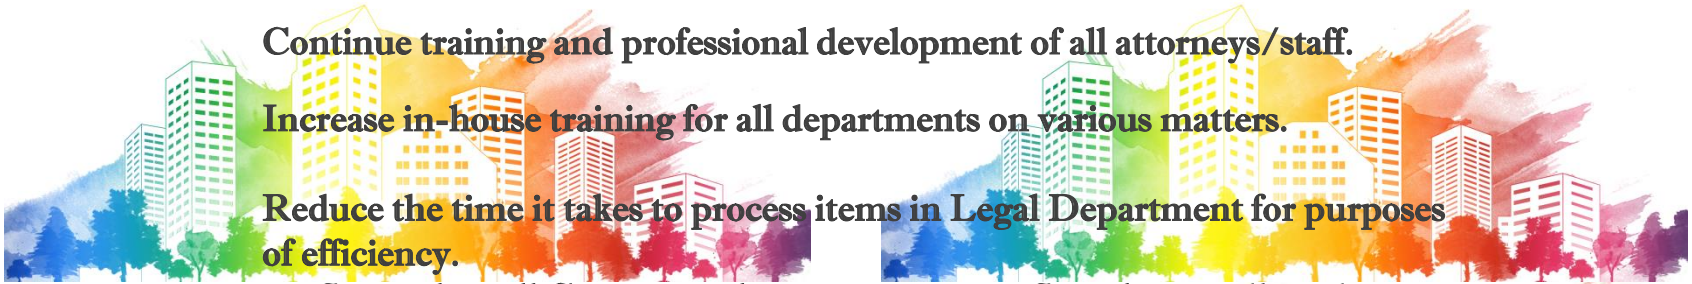 Continue training and professional development of all attorneys/staff.
Increase in-house training for all departments on various matters.
Reduce the time it takes to process items in Legal Department for purposes
of efficiency.